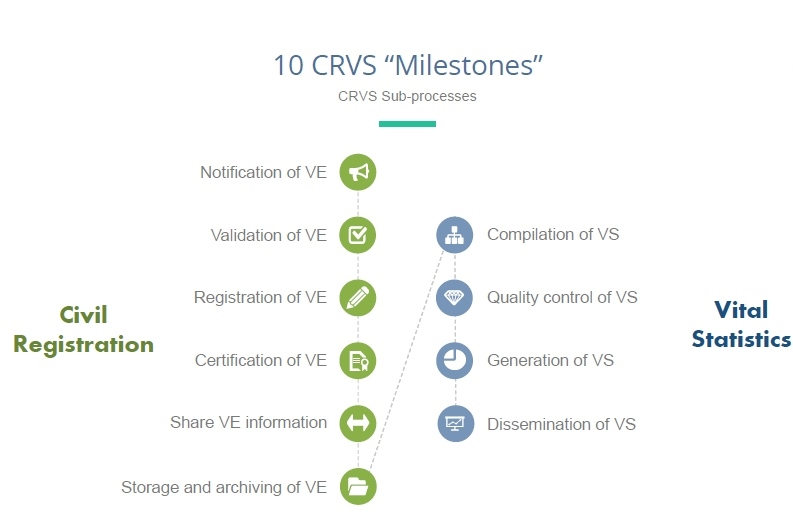 10 CRVS “Milestones”
CRVS Sub-processes
Civil
Registration
Notification of VE
Validation of VE
Registration of VE
Certification of VE
Share VE information
Storage and archiving of VE
Compilation of VS
Quality control of VS
Generation of VS
Dissemination of VS
Vital
Statistics